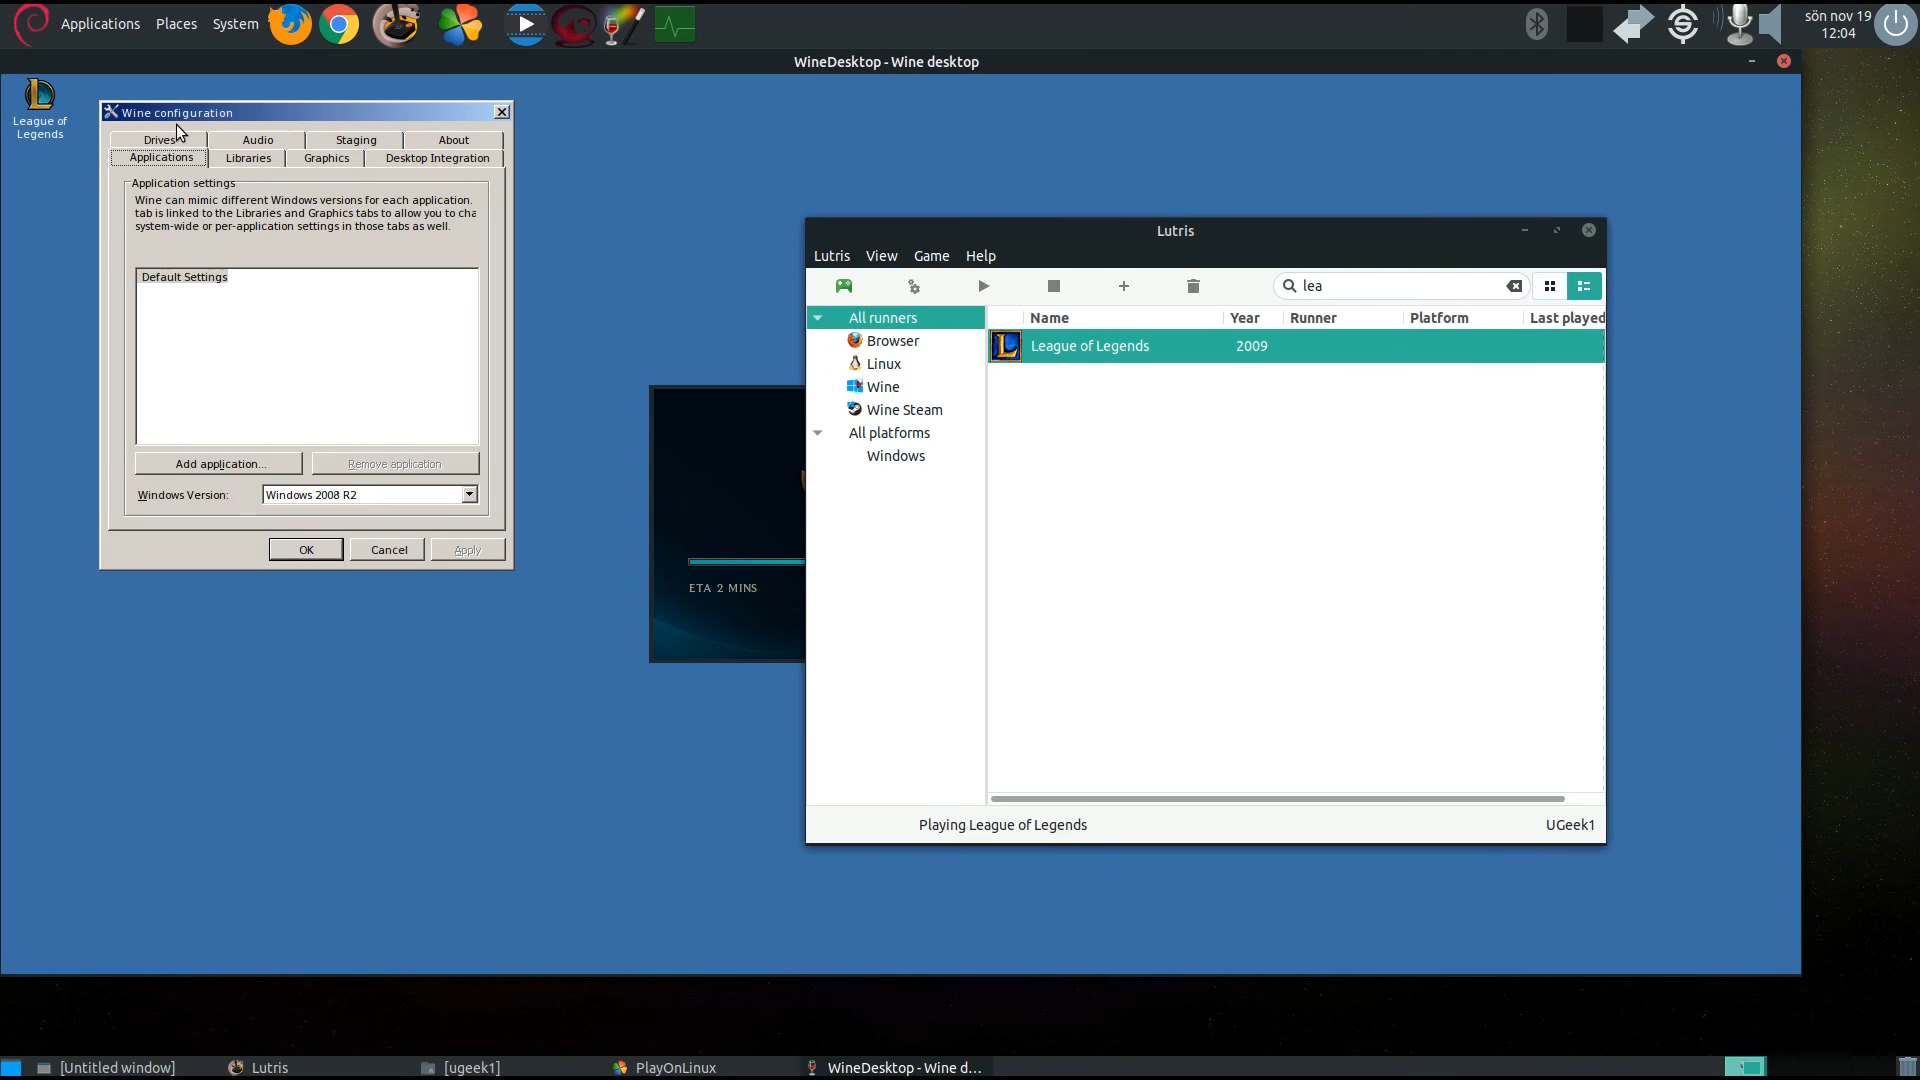 Applications Places System
sön nov 19
12:04
WineDesktop - Wine desktop
League of
Legends
Wine configuration
Drives Audio Staging About
Applications Libraries Graphics Desktop Integration
Application settings
Wine can mimic different Windows versions for each application.
tab is linked to the Libraries and Graphics tabs to allow you to cha
system-wide or per-application settings in those tabs as well.
Default Settings
Add application... Remove application
Windows Version: Windows 2008 R2
OK Cancel Apply
ETA 2 MINS
Lutris
Lutris View Game Help
lea
All runners
Browser
Linux
Wine
Wine Steam
All platforms
Windows
Name Year Runner Platform Last played
League of Legends 2009
Playing League of Legends UGeek1
[Untitled window] Lutris [ugeek1] PlayOnLinux WineDesktop - Wine d...